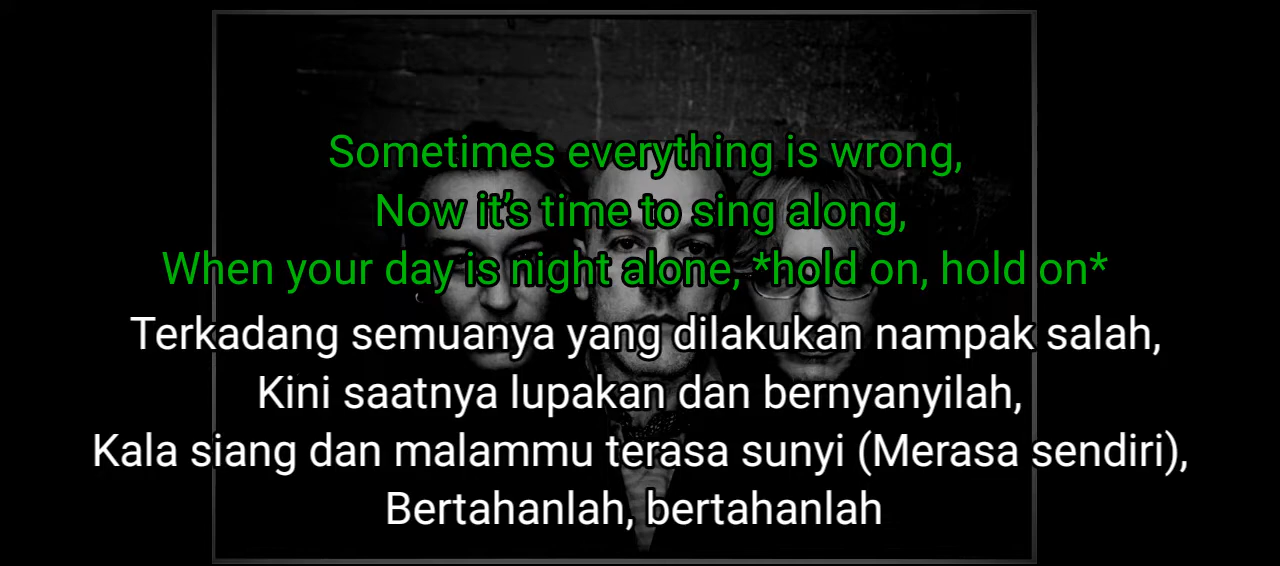 Sometimes everything is wrong,
Now it’s time to sing along,
When your day is night alone, *hold on, hold on*
Terkadang semuanya yang dilakukan nampak salah,
Kini saatnya lupakan dan bernyanyilah,
Kala siang dan malammu terasa sunyi (Merasa sendiri),
Bertahanlah, bertahanlah